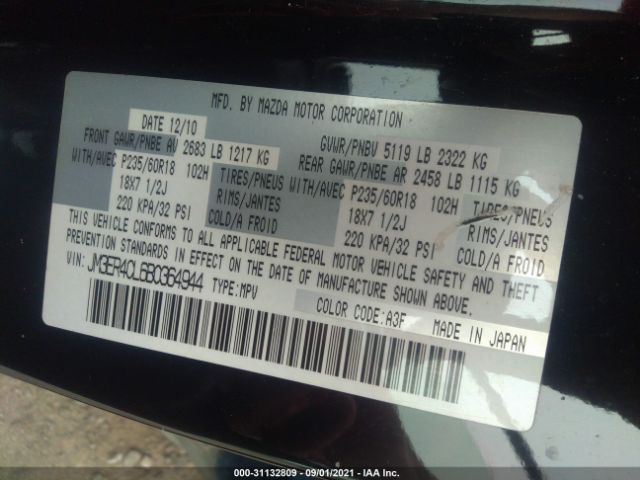 MFD. BY MAZDA MOTOR CORPORATION
DATE 12/10 GVWR/PNBV 5119 LB 2322 KG
FRONT GAWR/PNBE AV 2683 LB 1217 KG REAR GAWR/PNBE AR 2458 LB 1115 KG
WITH/AVEC P235/60R18 102H TIRES/PNEUS WITH/AVEC P235/60R18 102H TIRES/PNEUS
18X7 1/2J RIMS/JANTES 18X7 1/2J RIMS/JANTES
220 KPA/32 PSI COLD/A FROID 220 KPA/32 PSI COLD/A FROID
THIS VEHICLE CONFORMS TO ALL APPLICABLE FEDERAL MOTOR VEHICLE SAFETY AND THEFT
PREVENTION STANDARDS IN EFFECT ON THE DATE OF MANUFACTURE SHOWN ABOVE.
VIN: JM3ER4CL6B0364944 TYPE: MPV
COLOR CODE: A3F MADE IN JAPAN
000-31132809 - 09/01/2021 - IAA Inc.